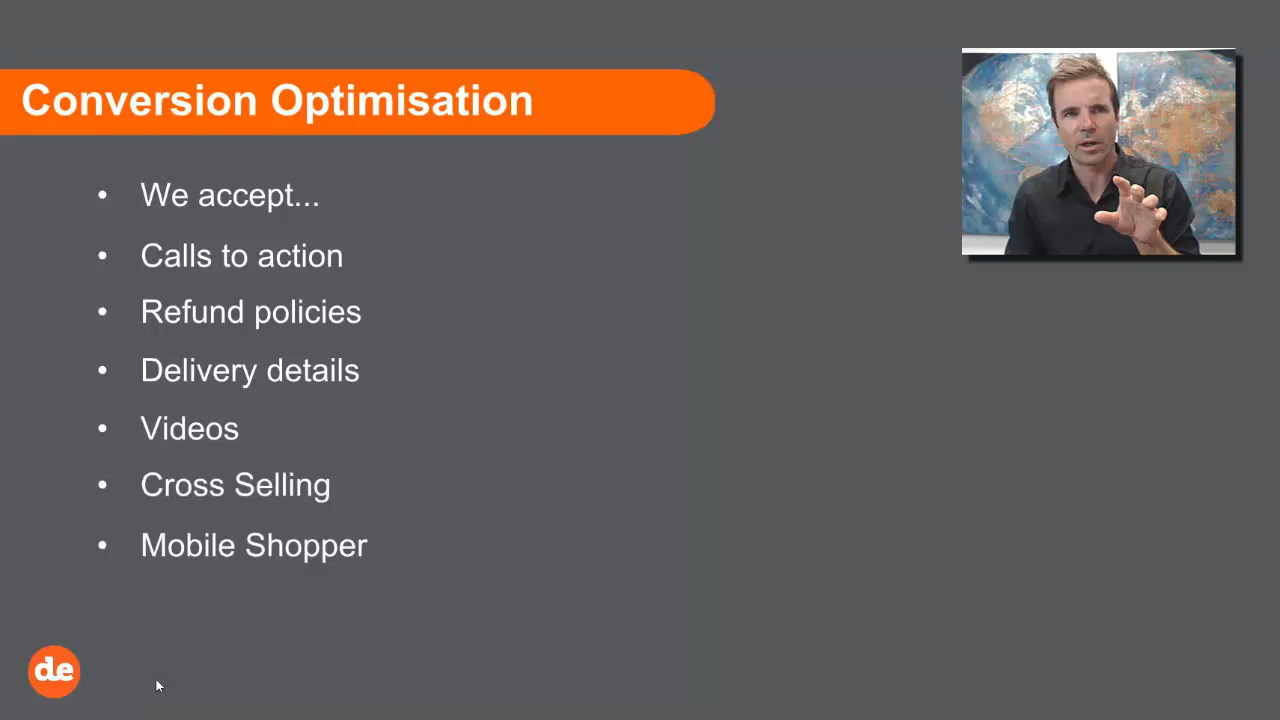 Conversion Optimisation
• We accept...
• Calls to action
• Refund policies
• Delivery details
• Videos
• Cross Selling
• Mobile Shopper
de